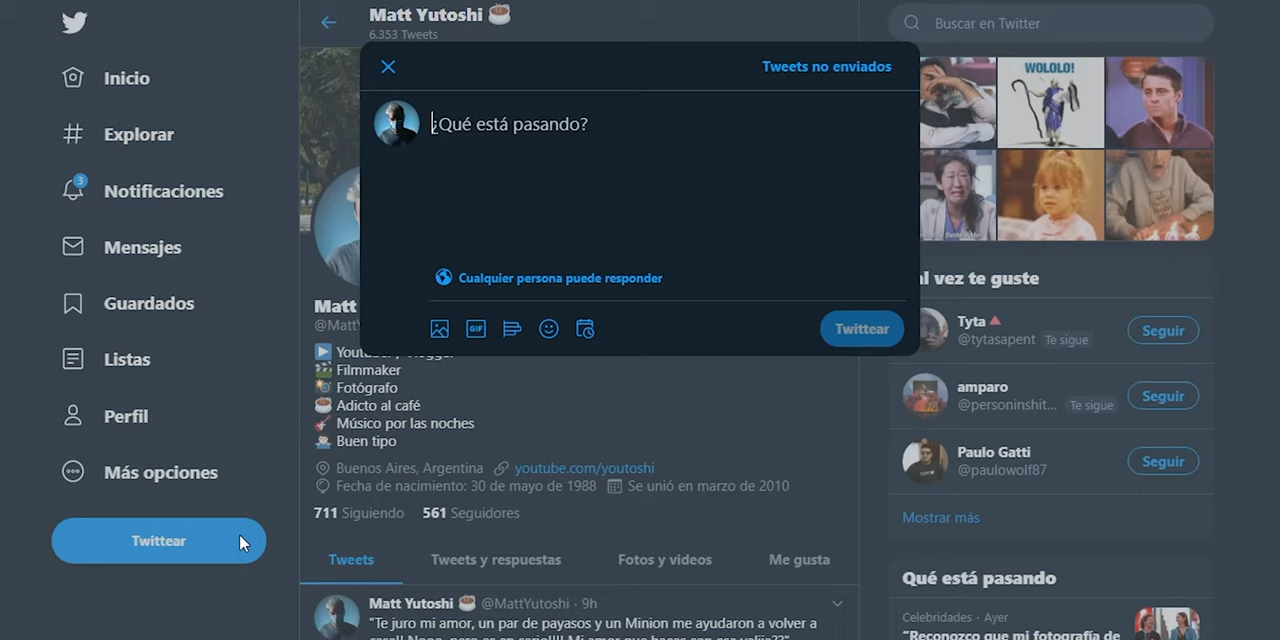 Inicio
Explorar
3
Notificaciones
Mensajes
Guardados
Listas
Perfil
Más opciones
Twittear
Matt Yutoshi
6.353 Tweets
Tweets no enviados
¿Qué está pasando?
Cualquier persona puede responder
GIF
Twittear
Matt
@MattY
Filmmaker
Fotógrafo
Adicto al café
Músico por las noches
Buen tipo
Buenos Aires, Argentina youtube.com/youtoshi
Fecha de nacimiento: 30 de mayo de 1988 Se unió en marzo de 2010
711 Siguiendo 561 Seguidores
Tweets Tweets y respuestas Fotos y videos Me gusta
Matt Yutoshi @MattYutoshi · 9h
"Te juro mi amor, un par de payasos y un Minion me ayudaron a volver a
Buscar en Twitter
WOLOLO!
al vez te guste
Tyta
@tytasapent Te sigue
Seguir
amparo
@personinshit... Te sigue
Seguir
Paulo Gatti
@paulowolf87
Seguir
Mostrar más
Qué está pasando
Celebridades · Ayer
"Reconozco que mi fotografía de